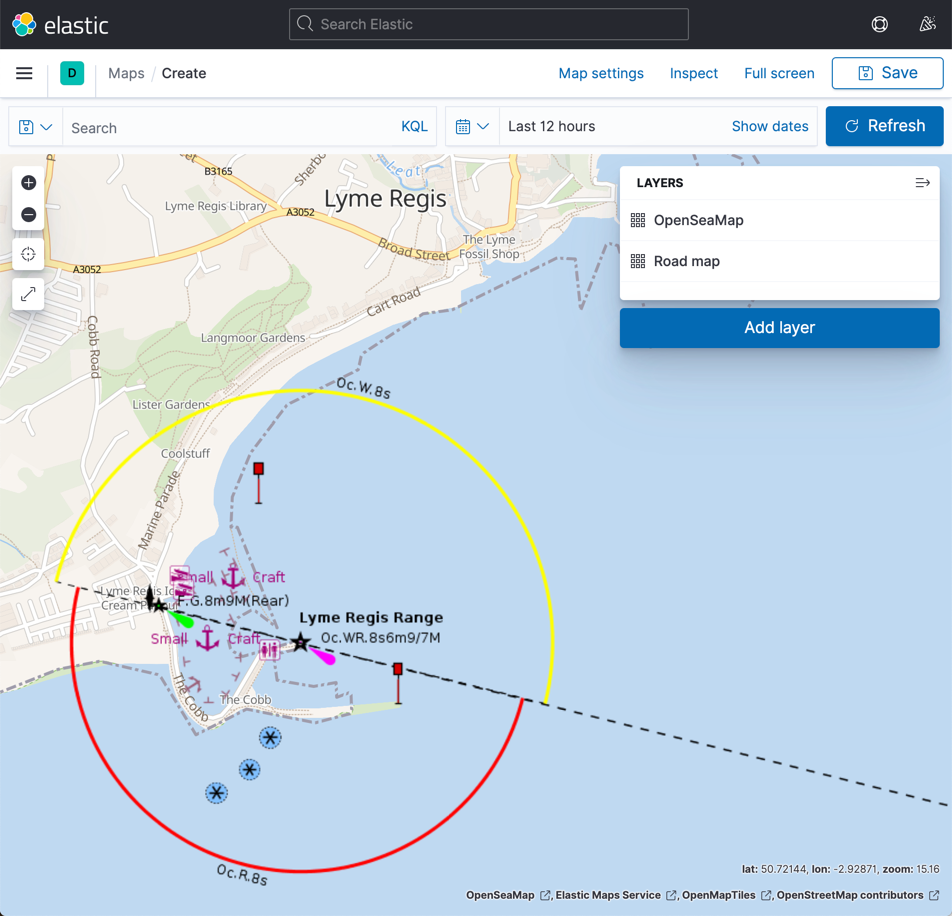 elastic
Search Elastic
D
Maps / Create
Map settings
Inspect
Full screen
Save
Search
KQL
Last 12 hours
Show dates
Refresh
LAYERS
OpenSeaMap
Road map
Add layer
B3165
Sherbo
Leat
Lyme Regis Library
Lyme Regis
A3052
The Lyme
Fossil Shop
Broad Street
A3052
Cart Road
Cobb Road
Langmoor Gardens
Oc.W.8s
Lister Gardens
Coolstuff
Marine Parade
Small Craft
Lyme Regis Ic
Cream Pa
F.G.8m9M(Rear)
Lyme Regis Range
Small Craft
Oc.WR.8s6m9/7M
The Cobb
The Cobb
Oc.R.8s
lat: 50.72144, lon: -2.92871, zoom: 15.16
OpenSeaMap , Elastic Maps Service , OpenMapTiles , OpenStreetMap contributors